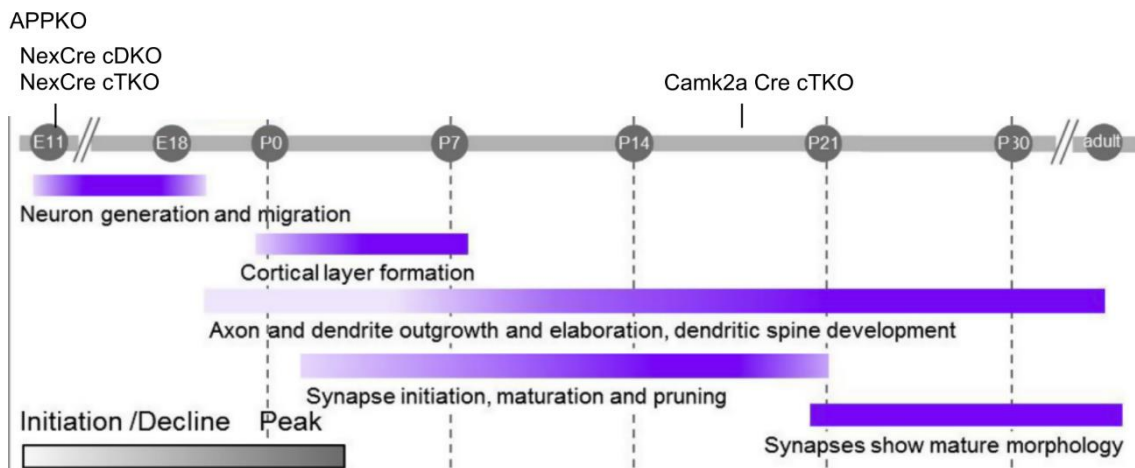 APPKO
NexCre cDKO
NexCre cTKO
Camk2a Cre cTKO
E11 E18 P0 P7 P14 P21 P30 adult
Neuron generation and migration
Cortical layer formation
Axon and dendrite outgrowth and elaboration, dendritic spine development
Synapse initiation, maturation and pruning
Initiation /Decline Peak
Synapses show mature morphology